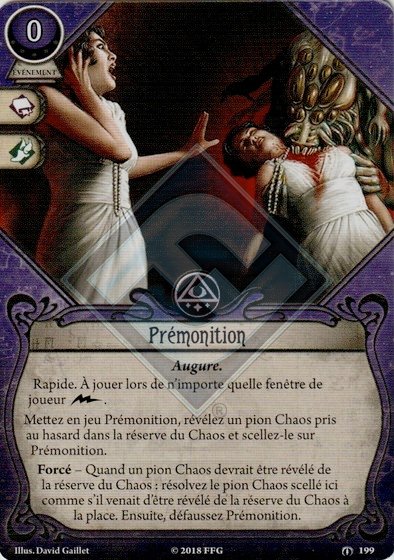 0
ÉVÉNEMENT
Prémonition
Augure.
Rapide. À jouer lors de n'importe quelle fenêtre de
joueur
Mettez en jeu Prémonition, révélez un pion Chaos pris
au hasard dans la réserve du Chaos et scellez-le sur
Prémonition.
Forcé – Quand un pion Chaos devrait être révélé de
la réserve du Chaos : résolvez le pion Chaos scellé ici
comme s'il venait d'être révélé de la réserve du Chaos à
la place. Ensuite, défaussez Prémonition.
Illus. David Gaillet © 2018 FFG 199